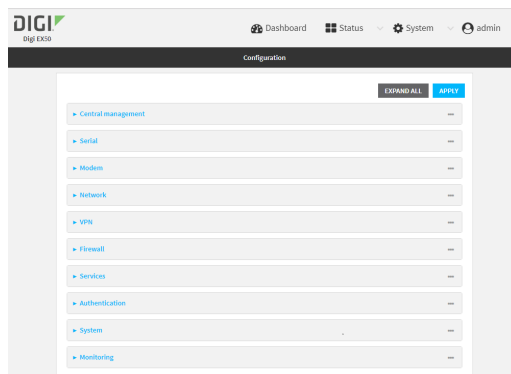 DIGI
Digi EX50
Dashboard Status System admin
Configuration
EXPAND ALL APPLY
Central management
Serial
Modem
Network
VPN
Firewall
Services
Authentication
System
Monitoring